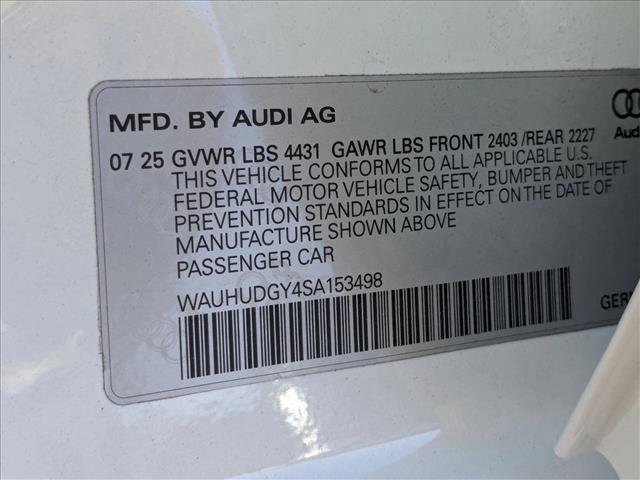 MFD. BY AUDI AG
Audi
07 25 GVWR LBS 4431 GAWR LBS FRONT 2403 /REAR 2227
THIS VEHICLE CONFORMS TO ALL APPLICABLE U.S.
FEDERAL MOTOR VEHICLE SAFETY, BUMPER AND THEFT
PREVENTION STANDARDS IN EFFECT ON THE DATE OF
MANUFACTURE SHOWN ABOVE
PASSENGER CAR
WAUHUDGY4SA153498